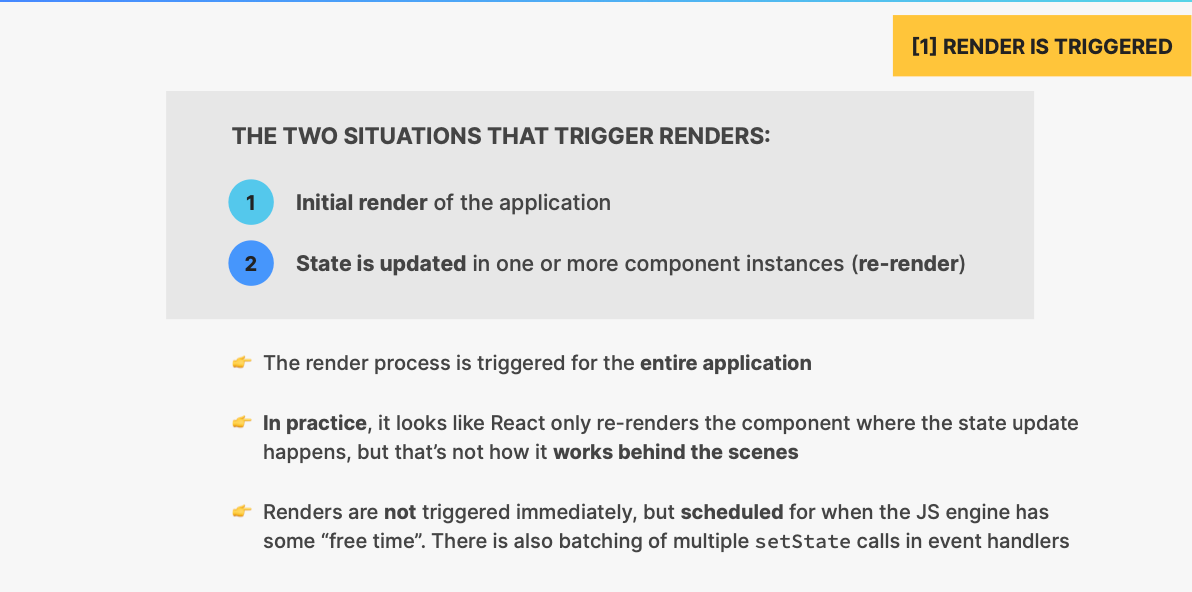 [1] RENDER IS TRIGGERED
THE TWO SITUATIONS THAT TRIGGER RENDERS:
1 Initial render of the application
2 State is updated in one or more component instances (re-render)
👉 The render process is triggered for the entire application
👉 In practice, it looks like React only re-renders the component where the state update
happens, but that’s not how it works behind the scenes
👉 Renders are not triggered immediately, but scheduled for when the JS engine has
some “free time”. There is also batching of multiple setState calls in event handlers